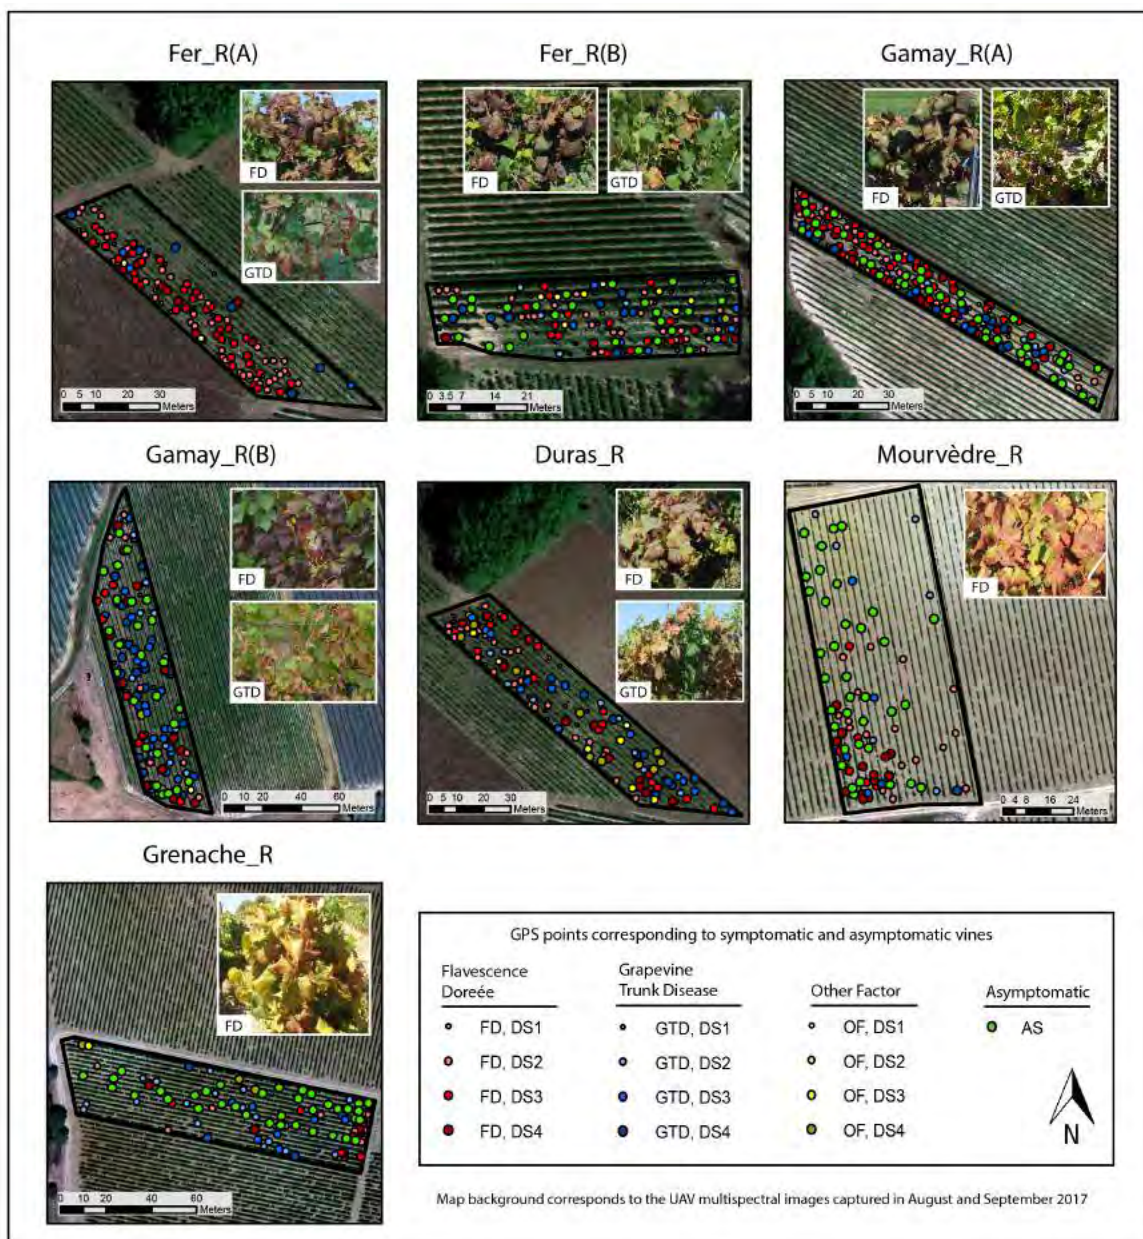 Fer_R(A)
Fer_R(B)
Gamay_R(A)
FD
GTD
0 5 10 20 30
Meters
FD
GTD
0 3.5 7 14 21
Meters
FD
GTD
0 5 10 20 30
Meters
Gamay_R(B)
Duras_R
Mourvèdre_R
FD
GTD
0 10 20 40 60
Meters
FD
GTD
0 5 10 20 30
Meters
FD
0 4 8 16 24
Meters
Grenache_R
FD
0 10 20 40 60
Meters
GPS points corresponding to symptomatic and asymptomatic vines
Flavescence
Doreée
Grapevine
Trunk Disease
Other Factor
Asymptomatic
FD, DS1
GTD, DS1
OF, DS1
AS
FD, DS2
GTD, DS2
OF, DS2
FD, DS3
GTD, DS3
OF, DS3
FD, DS4
GTD, DS4
OF, DS4
N
Map background corresponds to the UAV multispectral images captured in August and September 2017